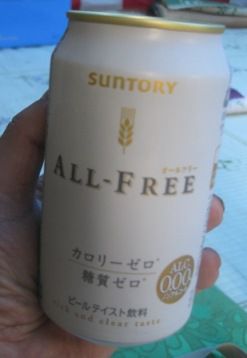 SUNTORY
オールフリー
ALL-FREE
カロリーゼロ
糖質ゼロ
ALC.
0.00%
ビールテイスト飲料
rich and clear taste